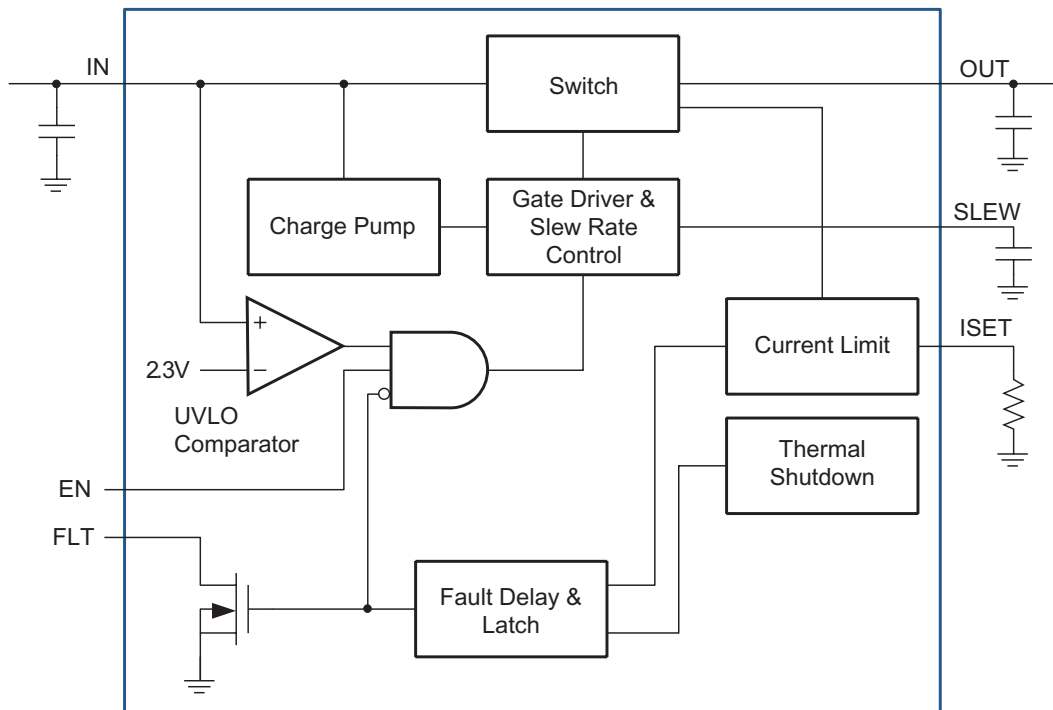 IN
OUT
Switch
Charge Pump
Gate Driver &
Slew Rate
Control
SLEW
+
2.3V
−
UVLO
Comparator
Current Limit
ISET
Thermal
Shutdown
EN
FLT
Fault Delay &
Latch